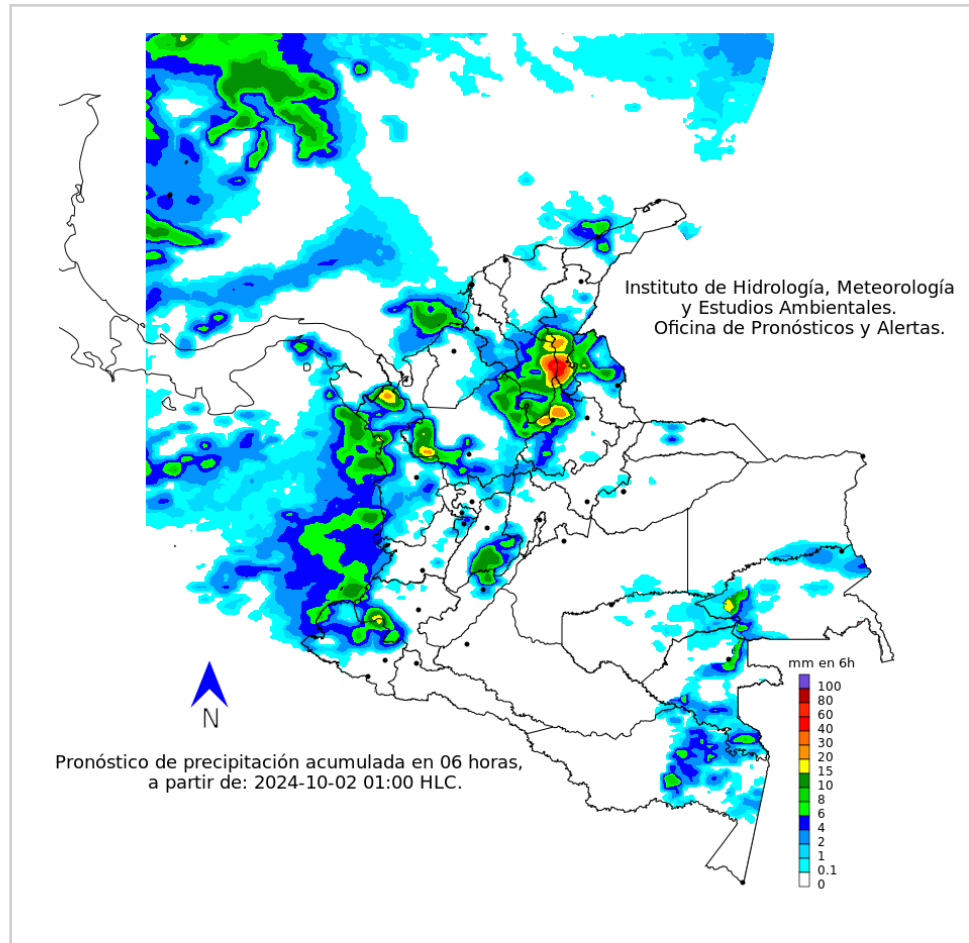 Instituto de Hidrología, Meteorología
y Estudios Ambientales.
Oficina de Pronósticos y Alertas.
mm en 6h
100
80
60
40
30
20
15
10
8
6
4
2
1
0.1
0
N
Pronóstico de precipitación acumulada en 06 horas,
a partir de: 2024-10-02 01:00 HLC.